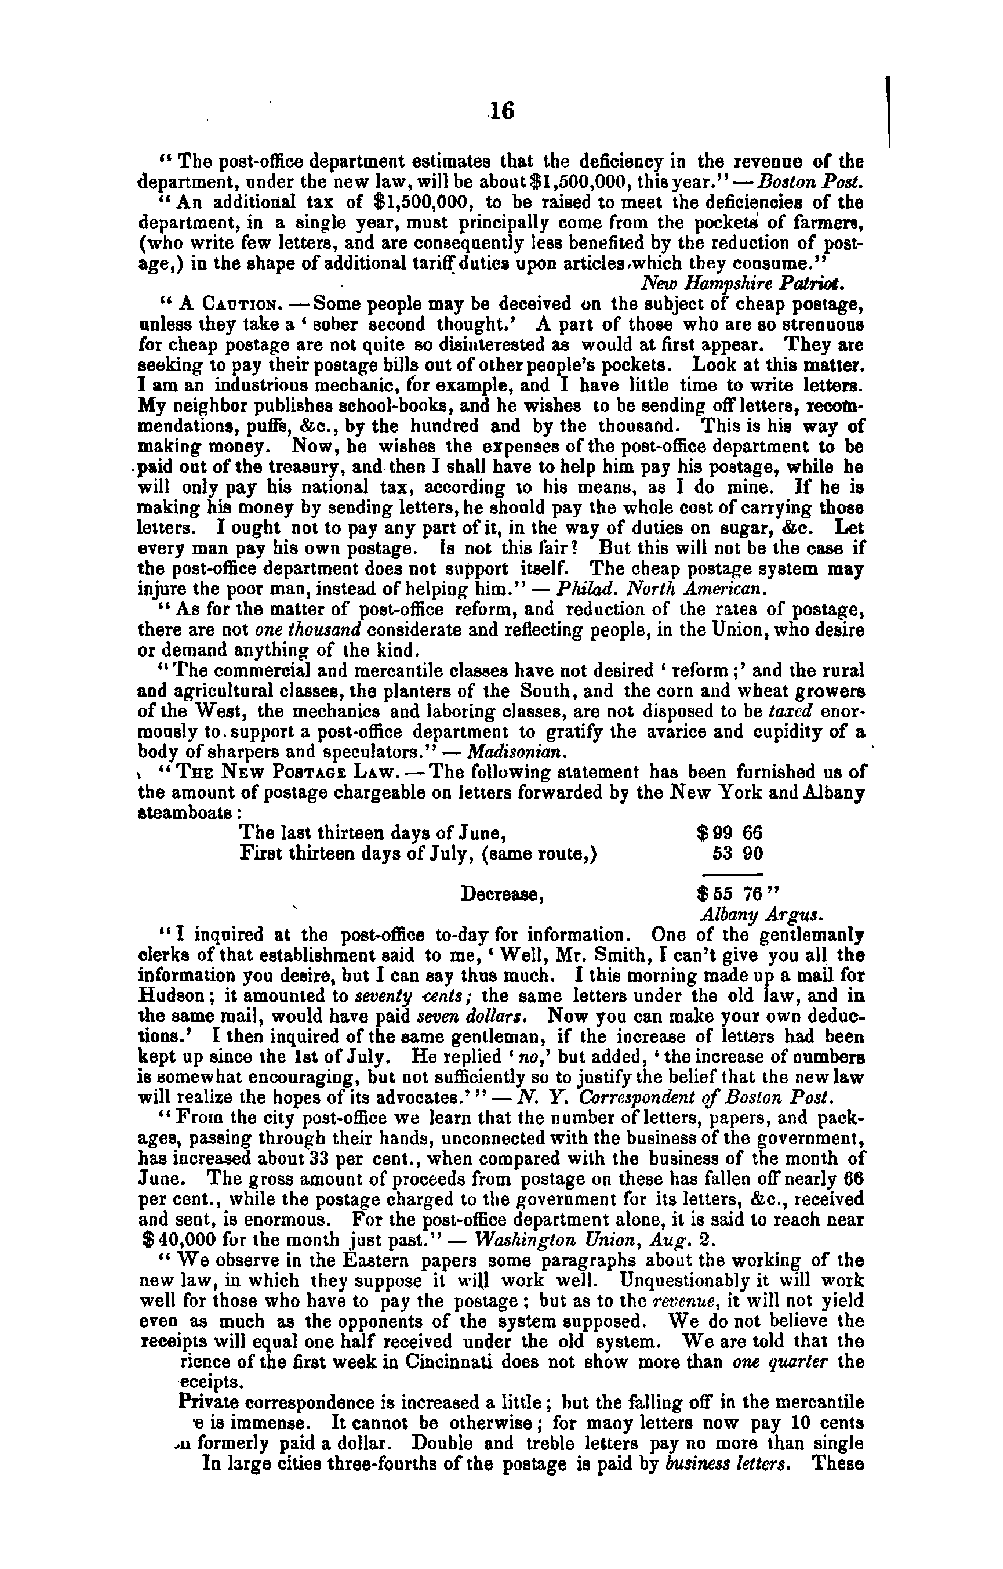 16
“ The post-office department estimates that the deficiency in the revenue of the
department, under the new law, will be about $1,500,000, this year.” — Boston Post.
“ An additional tax of $1,500,000, to be raised to meet the deficiencies of the
department, in a single year, must principally come from the pockets of farmers,
(who write few letters, and are consequently less benefited by the reduction of post-
age,) in the shape of additional tariff duties upon articles which they consume.”
New Hampshire Patriot.
“ A CAUTION. — Some people may be deceived on the subject of cheap postage,
unless they take a ‘ sober second thought.’ A part of those who are so strenuous
for cheap postage are not quite so disinterested as would at first appear. They are
seeking to pay their postage bills out of other people’s pockets. Look at this matter.
I am an industrious mechanic, for example, and I have little time to write letters.
My neighbor publishes school-books, and he wishes to be sending off letters, recom-
mendations, puffs, &c., by the hundred and by the thousand. This is his way of
making money. Now, he wishes the expenses of the post-office department to be
paid out of the treasury, and then I shall have to help him pay his postage, while he
will only pay his national tax, according to his means, as I do mine. If he is
making his money by sending letters, he should pay the whole cost of carrying those
letters. I ought not to pay any part of it, in the way of duties on sugar, &c. Let
every man pay his own postage. Is not this fair? But this will not be the case if
the post-office department does not support itself. The cheap postage system may
injure the poor man, instead of helping him.” — Philad. North American.
“ As for the matter of post-office reform, and reduction of the rates of postage,
there are not one thousand considerate and reflecting people, in the Union, who desire
or demand anything of the kind.
“ The commercial and mercantile classes have not desired ‘ reform ;’ and the rural
and agricultural classes, the planters of the South, and the corn and wheat growers
of the West, the mechanics and laboring classes, are not disposed to be taxed enor-
mously to support a post-office department to gratify the avarice and cupidity of a
body of sharpers and speculators.” — Madisonian.
“ THE NEW POSTAGE LAW. — The following statement has been furnished us of
the amount of postage chargeable on letters forwarded by the New York and Albany
steamboats :
The last thirteen days of June, $ 99 66
First thirteen days of July, (same route,) 53 90
Decrease, $ 55 76 ”
Albany Argus.
“ I inquired at the post-office to-day for information. One of the gentlemanly
clerks of that establishment said to me, ‘ Well, Mr. Smith, I can’t give you all the
information you desire, but I can say thus much. I this morning made up a mail for
Hudson ; it amounted to seventy cents ; the same letters under the old law, and in
the same mail, would have paid seven dollars. Now you can make your own deduc-
tions.’ I then inquired of the same gentleman, if the increase of letters had been
kept up since the 1st of July. He replied ‘ no,’ but added, ‘ the increase of numbers
is somewhat encouraging, but not sufficiently so to justify the belief that the new law
will realize the hopes of its advocates.’ ” — N. Y. Correspondent of Boston Post.
“ From the city post-office we learn that the number of letters, papers, and pack-
ages, passing through their hands, unconnected with the business of the government,
has increased about 33 per cent., when compared with the business of the month of
June. The gross amount of proceeds from postage on these has fallen off nearly 66
per cent., while the postage charged to the government for its letters, &c., received
and sent, is enormous. For the post-office department alone, it is said to reach near
$ 40,000 for the month just past.” — Washington Union, Aug. 2.
“ We observe in the Eastern papers some paragraphs about the working of the
new law, in which they suppose it will work well. Unquestionably it will work
well for those who have to pay the postage ; but as to the revenue, it will not yield
even as much as the opponents of the system supposed. We do not believe the
receipts will equal one half received under the old system. We are told that the
rience of the first week in Cincinnati does not show more than one quarter the
eceipts.
Private correspondence is increased a little ; but the falling off in the mercantile
e is immense. It cannot be otherwise ; for many letters now pay 10 cents
formerly paid a dollar. Double and treble letters pay no more than single
In large cities three-fourths of the postage is paid by business letters. These